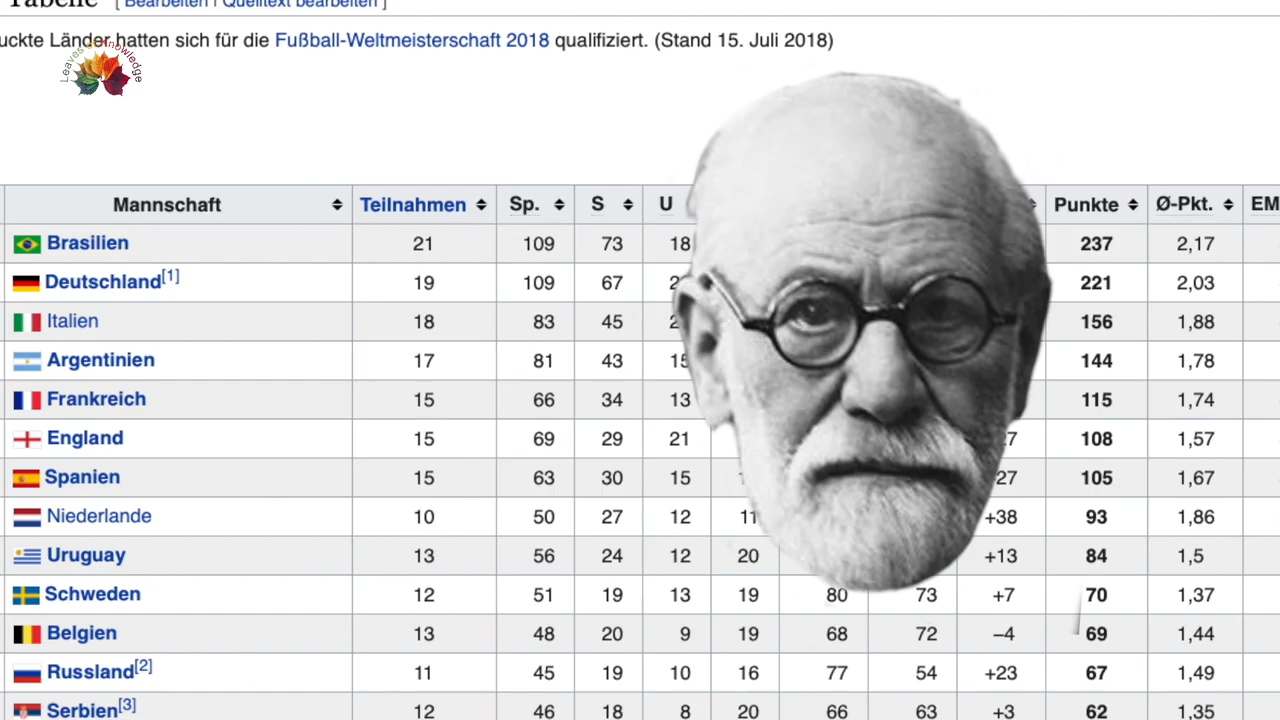 Tabelle [ Bearbeiten | Quelltext bearbeiten ]
Länder hatten sich für die Fußball-Weltmeisterschaft 2018 qualifiziert. (Stand 15. Juli 2018)
Leaves of Knowledge
Mannschaft Teilnahmen Sp. S U Punkte Ø-Pkt. EM
Brasilien 21 109 73 18 237 2,17
Deutschland[1] 19 109 67 221 2,03
Italien 18 83 45 156 1,88
Argentinien 17 81 43 15 144 1,78
Frankreich 15 66 34 13 115 1,74
England 15 69 29 21 108 1,57
Spanien 15 63 30 15 27 105 1,67
Niederlande 10 50 27 12 11 +38 93 1,86
Uruguay 13 56 24 12 20 +13 84 1,5
Schweden 12 51 19 13 19 80 73 +7 70 1,37
Belgien 13 48 20 9 19 68 72 −4 69 1,44
Russland[2] 11 45 19 10 16 77 54 +23 67 1,49
Serbien[3] 12 46 18 8 20 66 63 +3 62 1,35